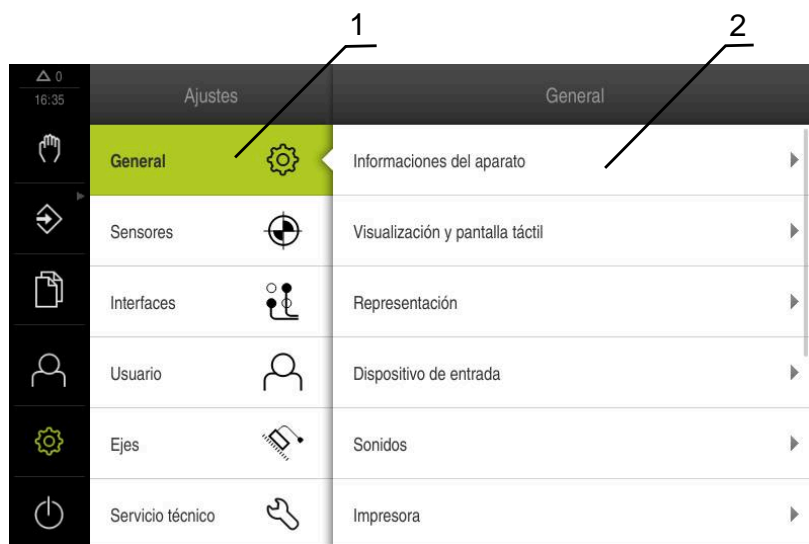 1
2
0
16:35
Ajustes
General
General
Informaciones del aparato
Sensores
Visualización y pantalla táctil
Interfaces
Representación
Usuario
Dispositivo de entrada
Ejes
Sonidos
Servicio técnico
Impresora